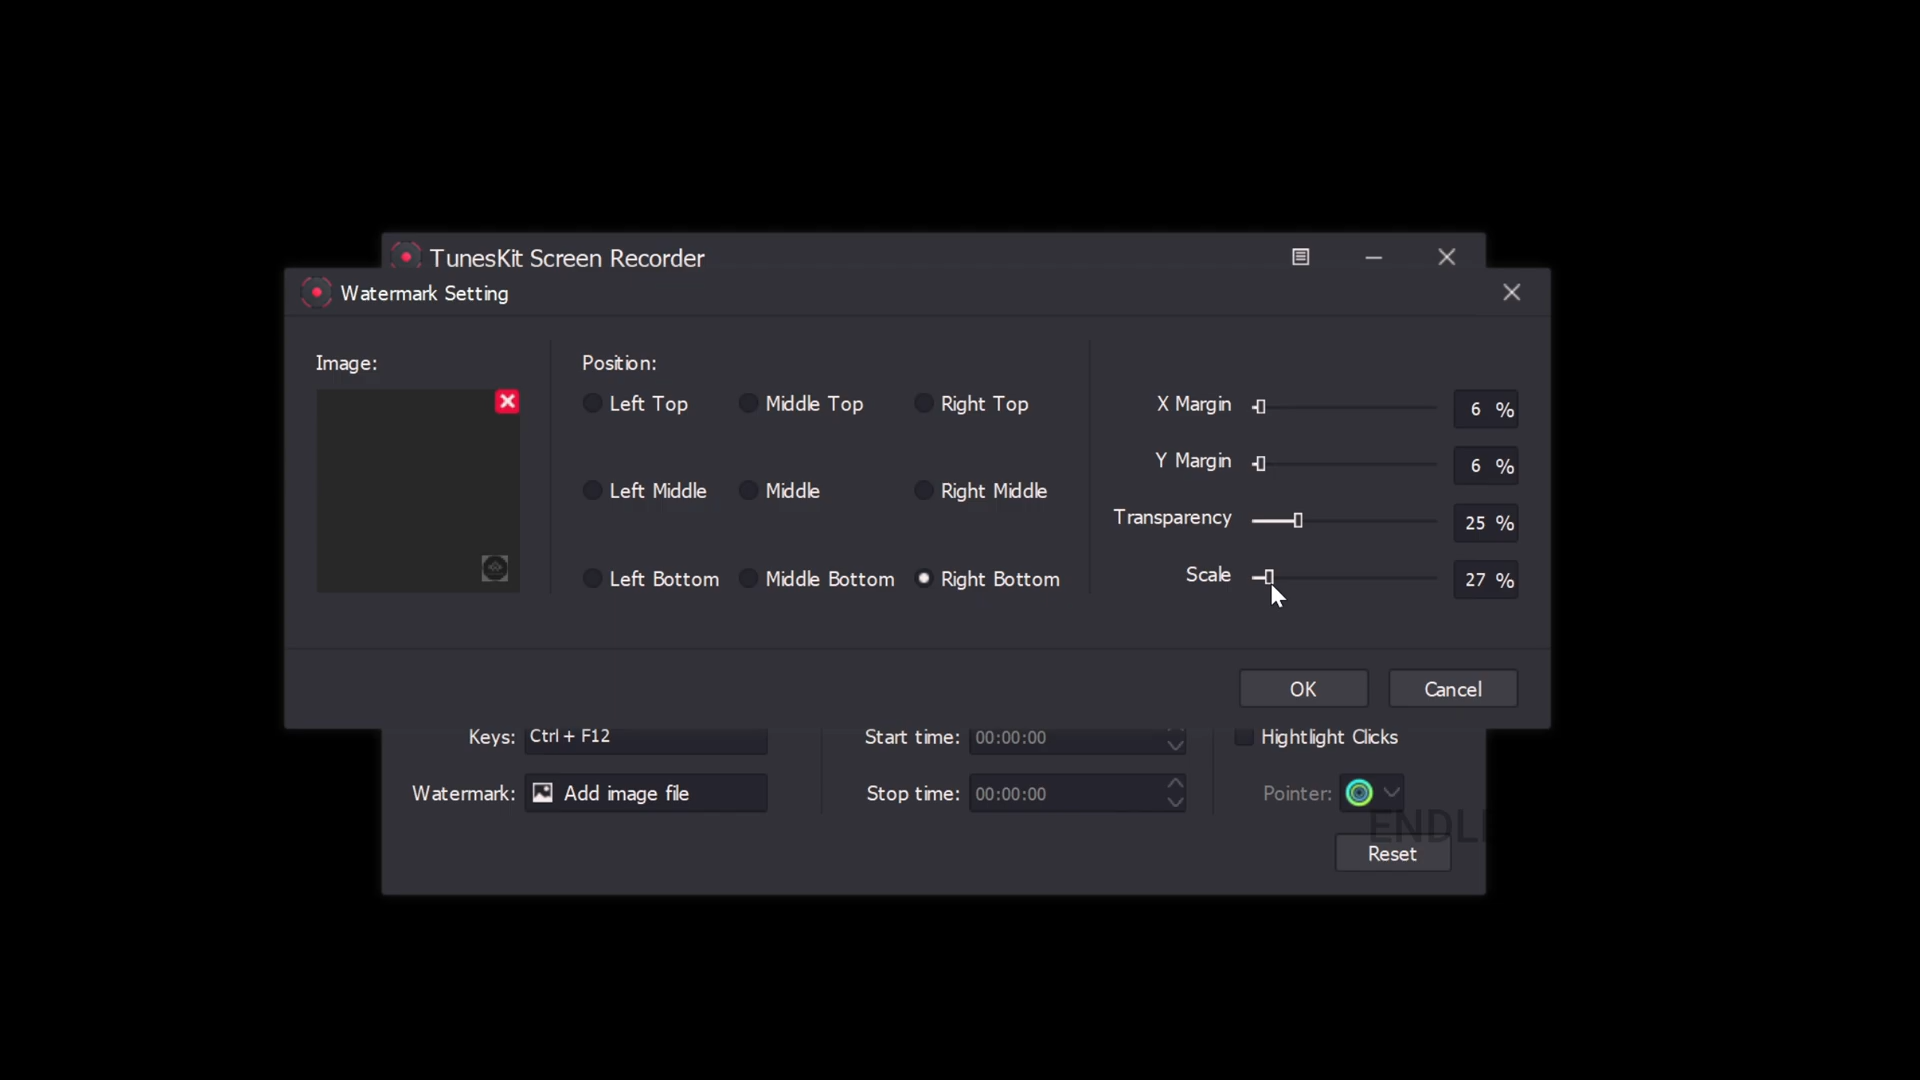 TunesKit Screen Recorder
Watermark Setting
Image:
Position:
Left Top
Middle Top
Right Top
Left Middle
Middle
Right Middle
Left Bottom
Middle Bottom
Right Bottom
X Margin 6 %
Y Margin 6 %
Transparency 25 %
Scale 27 %
OK
Cancel
Keys: Ctrl + F12
Start time: 00:00:00
Hightlight Clicks
Watermark: Add image file
Stop time: 00:00:00
Pointer:
Reset